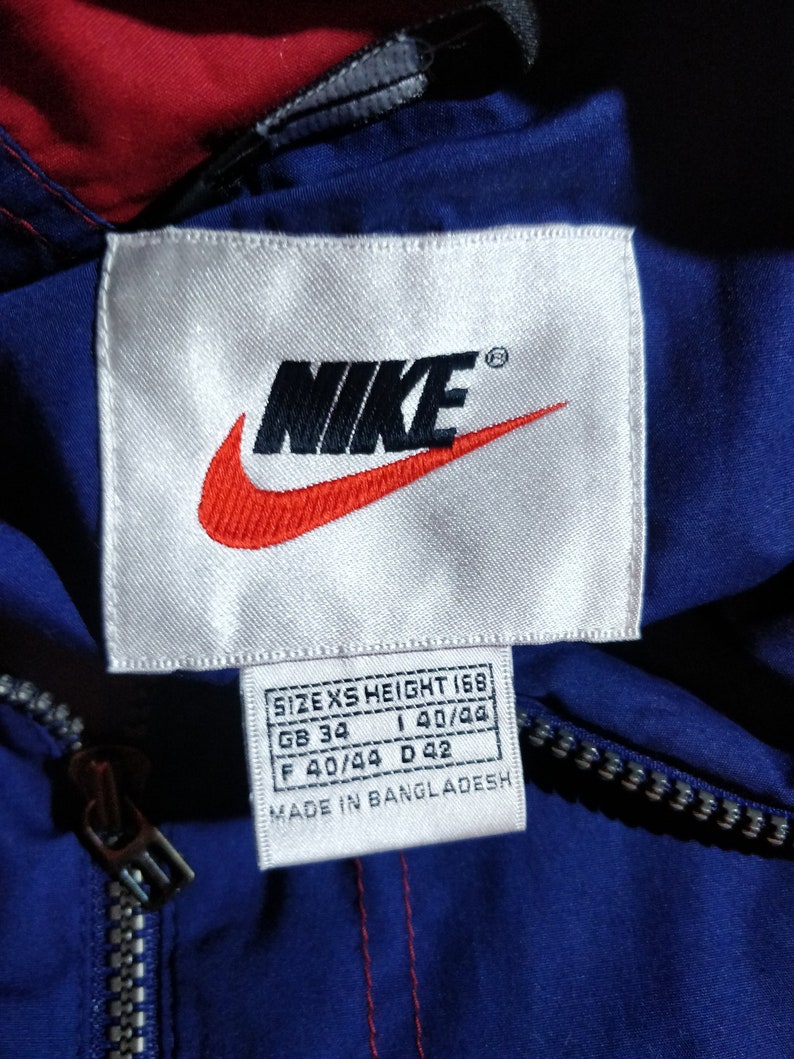 NIKE®
SIZE XS HEIGHT 168
GB 34 I 40/44
F 40/44 D 42
MADE IN BANGLADESH